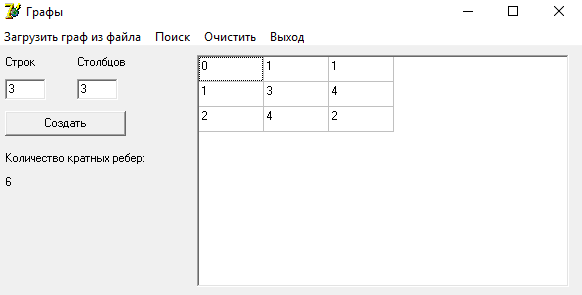 Графы
Загрузить граф из файла Поиск Очистить Выход
Строк Столбцов
3 3
Создать
Количество кратных ребер:
6
0 1 1
1 3 4
2 4 2